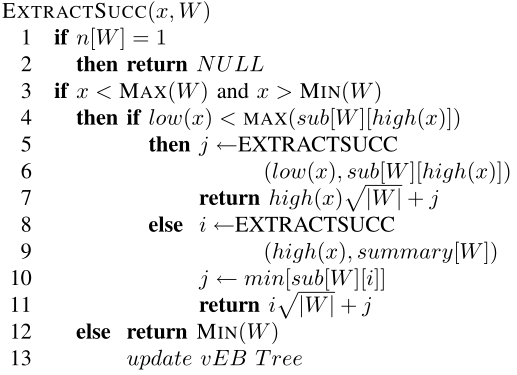 EXTRACTSUCC(x, W)
1 if n[W] = 1
2 then return NULL
3 if x < MAX(W) and x > MIN(W)
4 then if low(x) < MAX(sub[W][high(x)])
5 then j ←EXTRACTSUCC
6 (low(x), sub[W][high(x)])
7 return high(x)√|W| + j
8 else i ←EXTRACTSUCC
9 (high(x), summary[W])
10 j ← min[sub[W][i]]
11 return i√|W| + j
12 else return MIN(W)
13 update vEB Tree